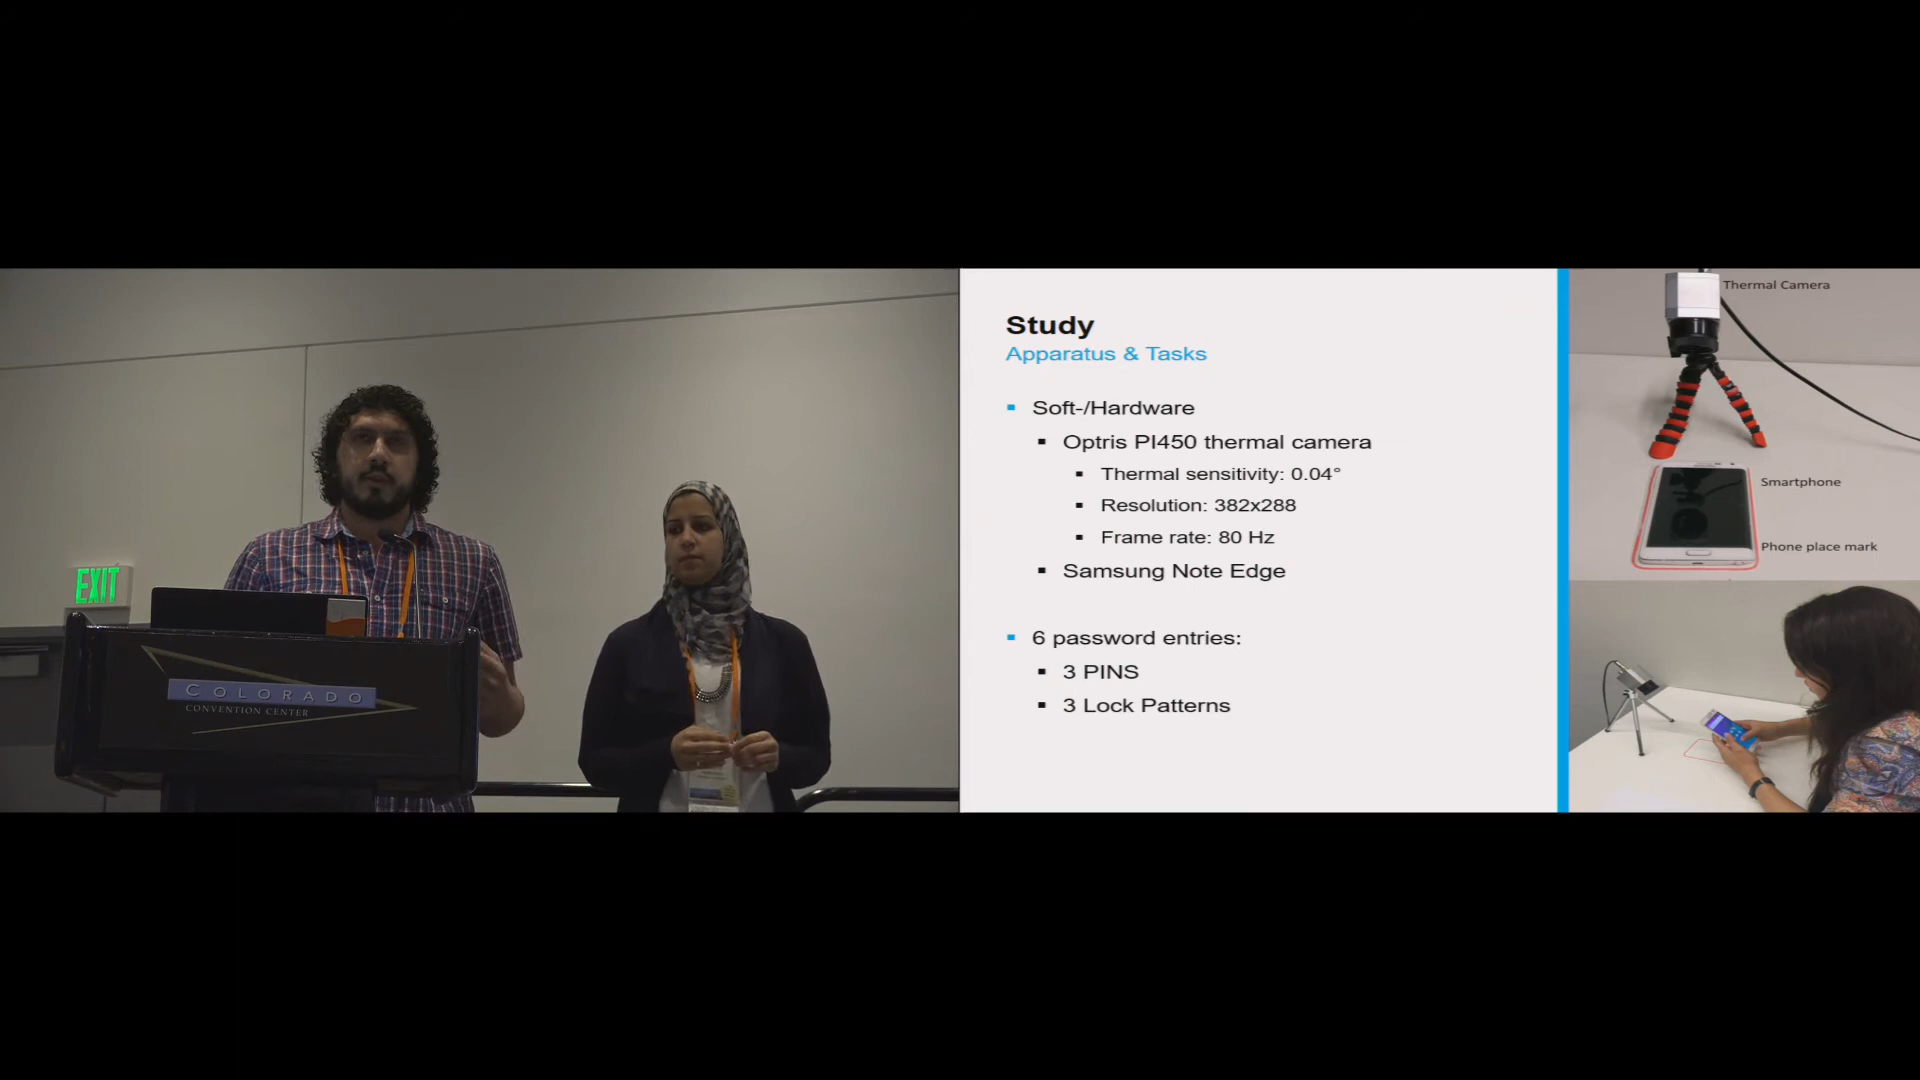 EXIT
COLORADO
CONVENTION CENTER
Study
Apparatus & Tasks
Soft-/Hardware
Optris PI450 thermal camera
Thermal sensitivity: 0.04°
Resolution: 382x288
Frame rate: 80 Hz
Samsung Note Edge
6 password entries:
3 PINS
3 Lock Patterns
Thermal Camera
Smartphone
Phone place mark